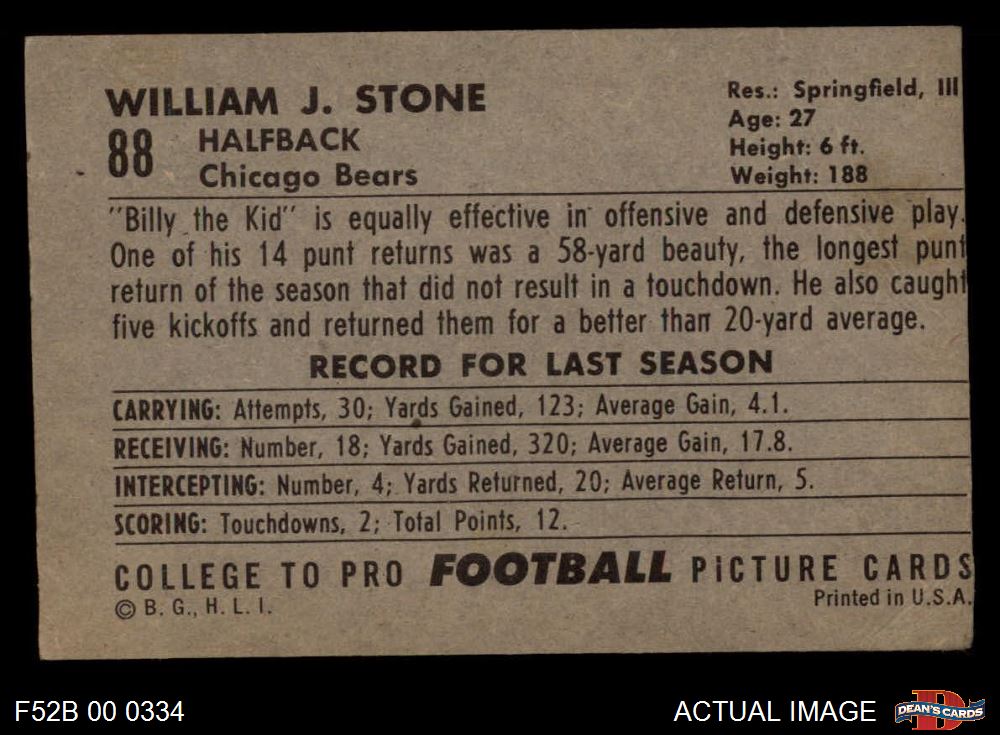 WILLIAM J. STONE
88 HALFBACK
Chicago Bears
Res.: Springfield, Ill
Age: 27
Height: 6 ft.
Weight: 188
"Billy the Kid" is equally effective in offensive and defensive play.
One of his 14 punt returns was a 58-yard beauty, the longest punt
return of the season that did not result in a touchdown. He also caught
five kickoffs and returned them for a better than 20-yard average.
RECORD FOR LAST SEASON
CARRYING: Attempts, 30; Yards Gained, 123; Average Gain, 4.1.
RECEIVING: Number, 18; Yards Gained, 320; Average Gain, 17.8.
INTERCEPTING: Number, 4; Yards Returned, 20; Average Return, 5.
SCORING: Touchdowns, 2; Total Points, 12.
COLLEGE TO PRO FOOTBALL PiCTURE CARDS
© B. G., H. L. I.
Printed in U.S.A.
F52B 00 0334
ACTUAL IMAGE
D
DEAN'S CARDS